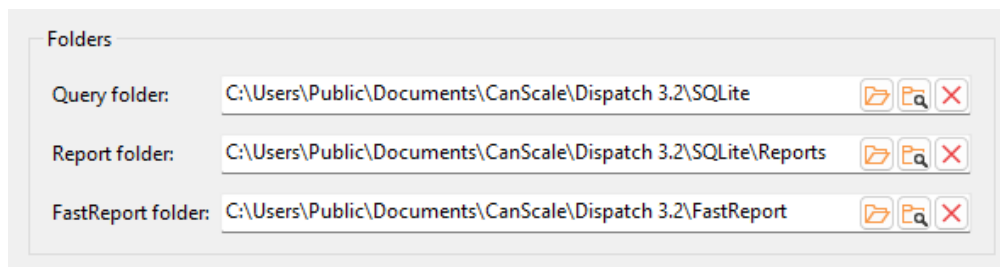 Folders
Query folder: C:\Users\Public\Documents\CanScale\Dispatch 3.2\SQLite
Report folder: C:\Users\Public\Documents\CanScale\Dispatch 3.2\SQLite\Reports
FastReport folder: C:\Users\Public\Documents\CanScale\Dispatch 3.2\FastReport